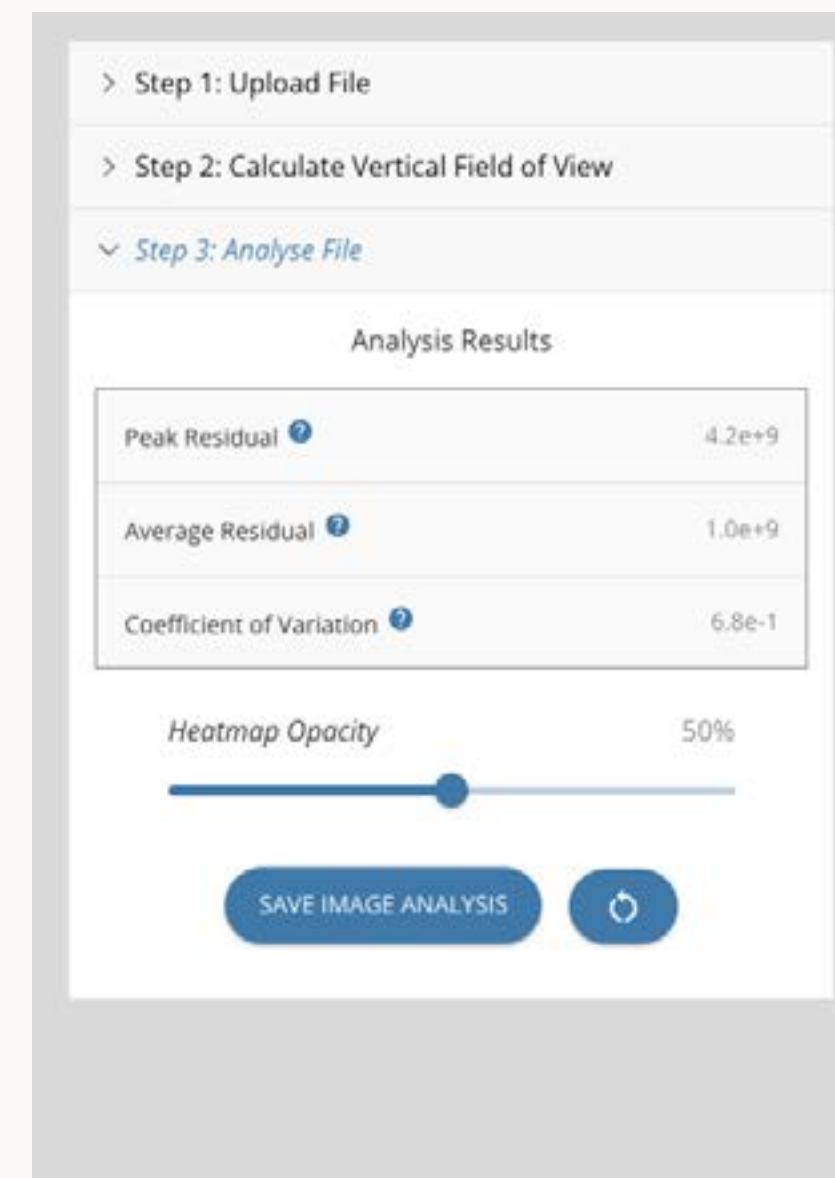 Step 1: Upload File
Step 2: Calculate Vertical Field of View
Step 3: Analyse File
Analysis Results
Peak Residual ? 4.2e+9
Average Residual ? 1.0e+9
Coefficient of Variation ? 6.8e-1
Heatmap Opacity 50%
SAVE IMAGE ANALYSIS